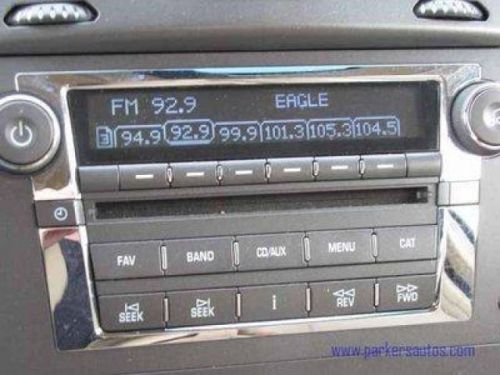 FM 92.9 EAGLE
3 94.9 92.9 99.9 101.3 105.3 104.5
FAV BAND CD/AUX MENU CAT
SEEK SEEK i REV FWD
www.parkersautos.com